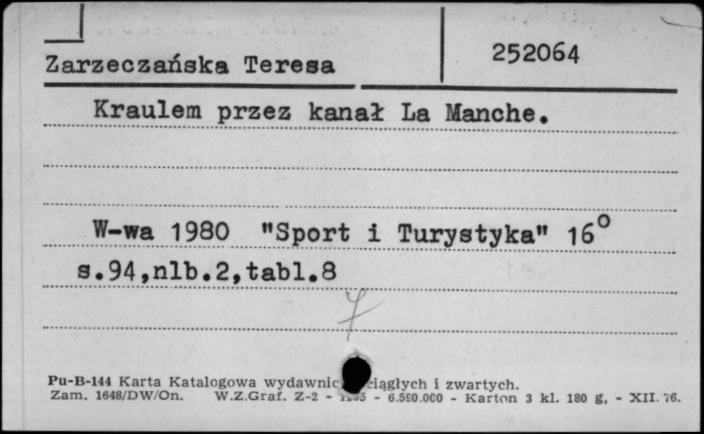 252064
Zarzeczańska Teresa
Kraulem przez kanał La Manche.
W-wa 1980 "Sport i Turystyka" 16°
s.94,nlb.2,tabl.8
Pu-B-144 Karta Katalogowa ciągłych i zwartych.
Zam. 1648/DW/On. W.Z.Graf. Z-2 - - 6.590.000 - Karton 3 kl. 180 g, - XII. 76.